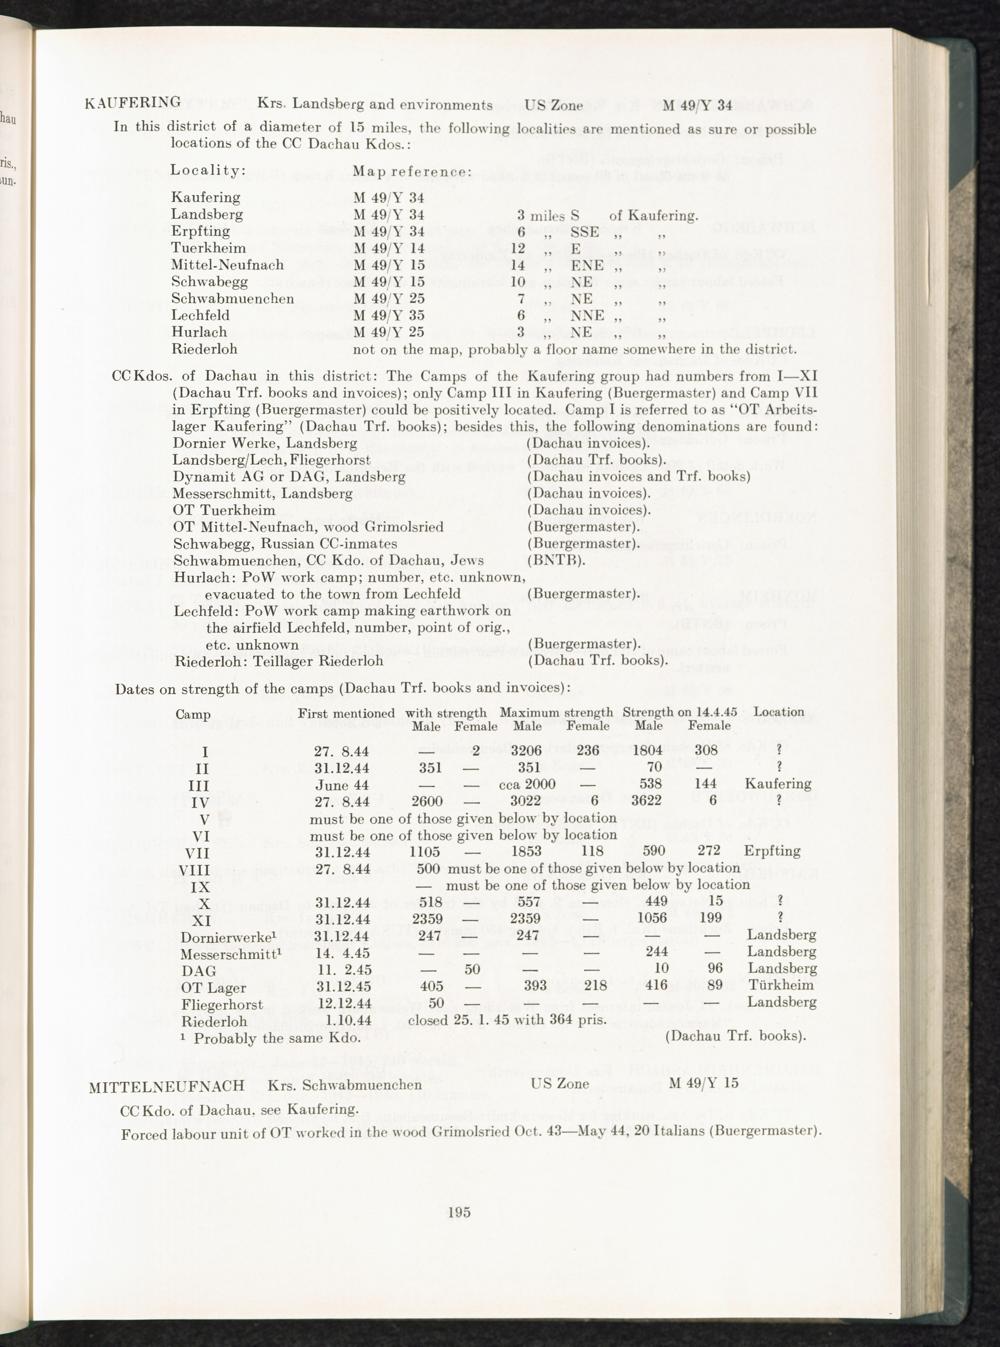 hau
ris.,
un-
KAUFERING Krs. Landsberg and environments US Zone M 49/Y 34
In this district of a diameter of 15 miles, the following localities are mentioned as sure or possible
locations of the CC Dachau Kdos.:
Locality: Map reference:
Kaufering M 49/Y 34
Landsberg M 49/Y 34 3 miles S of Kaufering.
Erpfting M 49/Y 34 6 ,, SSE ,, ,,
Tuerkheim M 49/Y 14 12 ,, E ,, ,,
Mittel-Neufnach M 49/Y 15 14 ,, ENE ,, ,,
Schwabegg M 49/Y 15 10 ,, NE ,, ,,
Schwabmuenchen M 49/Y 25 7 ,, NE ,, ,,
Lechfeld M 49/Y 35 6 ,, NNE ,, ,,
Hurlach M 49/Y 25 3 ,, NE ,, ,,
Riederloh not on the map, probably a floor name somewhere in the district.
CC Kdos. of Dachau in this district: The Camps of the Kaufering group had numbers from I—XI
(Dachau Trf. books and invoices); only Camp III in Kaufering (Buergermaster) and Camp VII
in Erpfting (Buergermaster) could be positively located. Camp I is referred to as “OT Arbeits-
lager Kaufering” (Dachau Trf. books); besides this, the following denominations are found:
Dornier Werke, Landsberg (Dachau invoices).
Landsberg/Lech, Fliegerhorst (Dachau Trf. books).
Dynamit AG or DAG, Landsberg (Dachau invoices and Trf. books)
Messerschmitt, Landsberg (Dachau invoices).
OT Tuerkheim (Dachau invoices).
OT Mittel-Neufnach, wood Grimolsried (Buergermaster).
Schwabegg, Russian CC-inmates (Buergermaster).
Schwabmuenchen, CC Kdo. of Dachau, Jews (BNTB).
Hurlach: PoW work camp; number, etc. unknown,
evacuated to the town from Lechfeld (Buergermaster).
Lechfeld: PoW work camp making earthwork on
the airfield Lechfeld, number, point of orig.,
etc. unknown (Buergermaster).
Riederloh: Teillager Riederloh (Dachau Trf. books).
Dates on strength of the camps (Dachau Trf. books and invoices):
Camp First mentioned with strength Maximum strength Strength on 14.4.45 Location
Male Female Male Female Male Female
I 27. 8.44 — 2 3206 236 1804 308 ?
II 31.12.44 351 — 351 — 70 — ?
III June 44 — — cca 2000 — 538 144 Kaufering
IV 27. 8.44 2600 — 3022 6 3622 6 ?
V must be one of those given below by location
VI must be one of those given below by location
VII 31.12.44 1105 — 1853 118 590 272 Erpfting
VIII 27. 8.44 500 must be one of those given below by location
IX — must be one of those given below by location
X 31.12.44 518 — 557 — 449 15 ?
XI 31.12.44 2359 — 2359 — 1056 199 ?
Dornierwerke¹ 31.12.44 247 — 247 — — — Landsberg
Messerschmitt¹ 14. 4.45 — — — — 244 — Landsberg
DAG 11. 2.45 — 50 — — 10 96 Landsberg
OT Lager 31.12.45 405 — 393 218 416 89 Türkheim
Fliegerhorst 12.12.44 50 — — — — — Landsberg
Riederloh 1.10.44 closed 25. 1. 45 with 364 pris.
¹ Probably the same Kdo. (Dachau Trf. books).
MITTELNEUFNACH Krs. Schwabmuenchen US Zone M 49/Y 15
CC Kdo. of Dachau, see Kaufering.
Forced labour unit of OT worked in the wood Grimolsried Oct. 43—May 44, 20 Italians (Buergermaster).
195